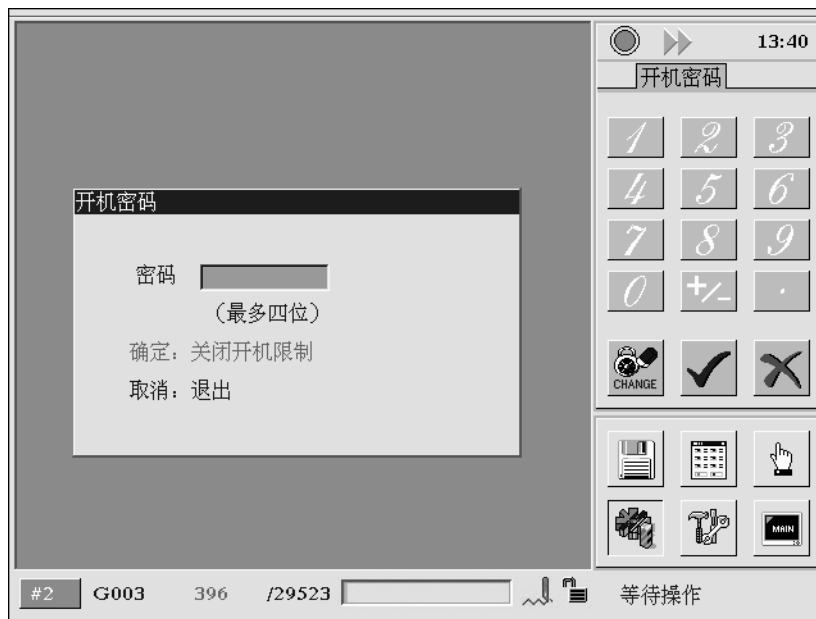 13:40
开机密码
1 2 3
4 5 6
7 8 9
0 +/- .
CHANGE
MAIN
开机密码
密码
（最多四位）
确定：关闭开机限制
取消：退出
#2 G003 396 /29523 等待操作